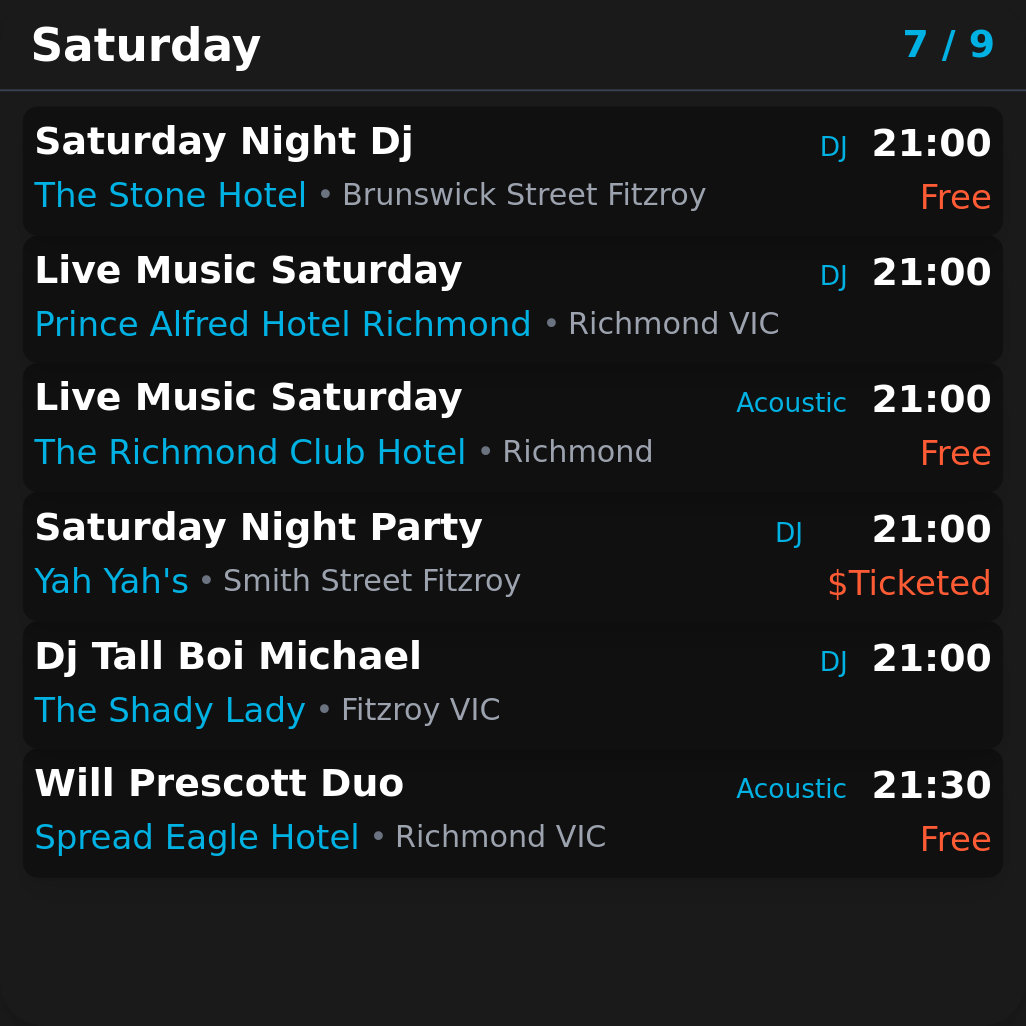 Saturday 7 / 9
Saturday Night Dj DJ 21:00
The Stone Hotel • Brunswick Street Fitzroy Free
Live Music Saturday DJ 21:00
Prince Alfred Hotel Richmond • Richmond VIC
Live Music Saturday Acoustic 21:00
The Richmond Club Hotel • Richmond Free
Saturday Night Party DJ 21:00
Yah Yah's • Smith Street Fitzroy $Ticketed
Dj Tall Boi Michael DJ 21:00
The Shady Lady • Fitzroy VIC
Will Prescott Duo Acoustic 21:30
Spread Eagle Hotel • Richmond VIC Free